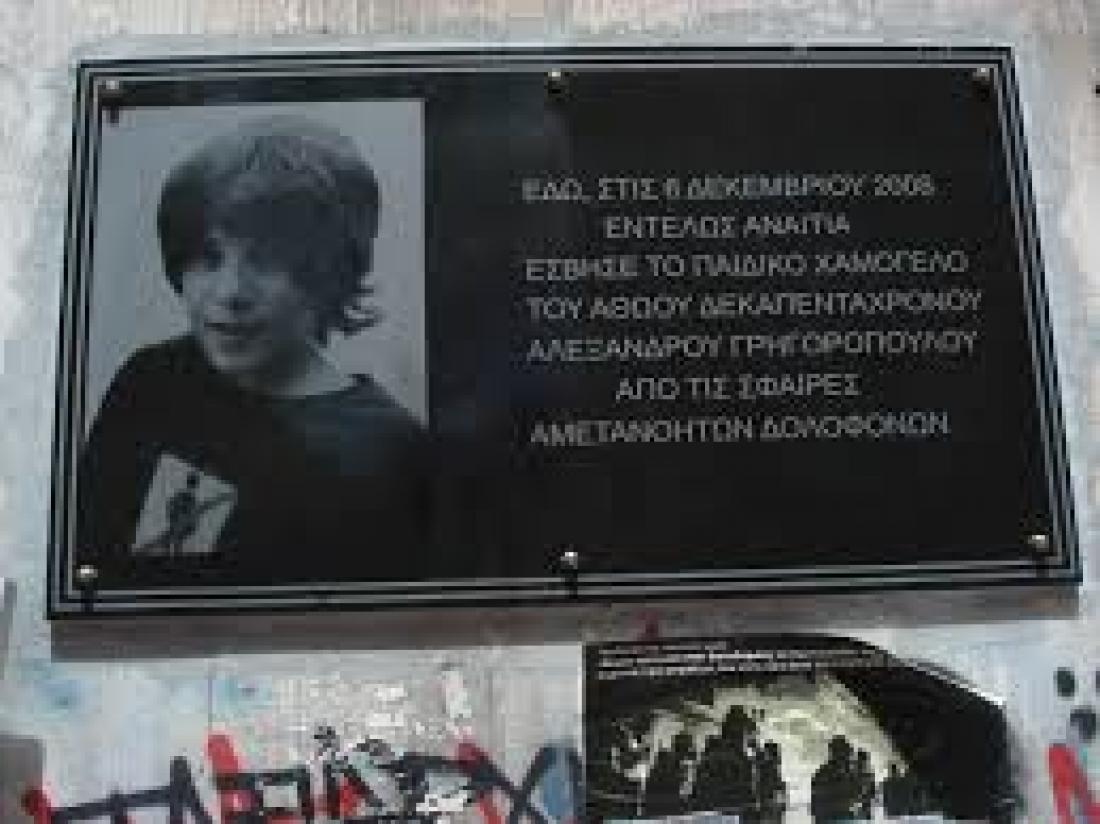 ΕΔΩ, ΣΤΙΣ 6 ΔΕΚΕΜΒΡΙΟΥ 2008
ΕΝΤΕΛΩΣ ΑΝΑΙΤΙΑ
ΕΣΒΗΣΕ ΤΟ ΠΑΙΔΙΚΟ ΧΑΜΟΓΕΛΟ
ΤΟΥ ΑΘΩΟΥ ΔΕΚΑΠΕΝΤΑΧΡΟΝΟΥ
ΑΛΕΞΑΝΔΡΟΥ ΓΡΗΓΟΡΟΠΟΥΛΟΥ
ΑΠΟ ΤΙΣ ΣΦΑΙΡΕΣ
ΑΜΕΤΑΝΟΗΤΩΝ ΔΟΛΟΦΟΝΩΝ